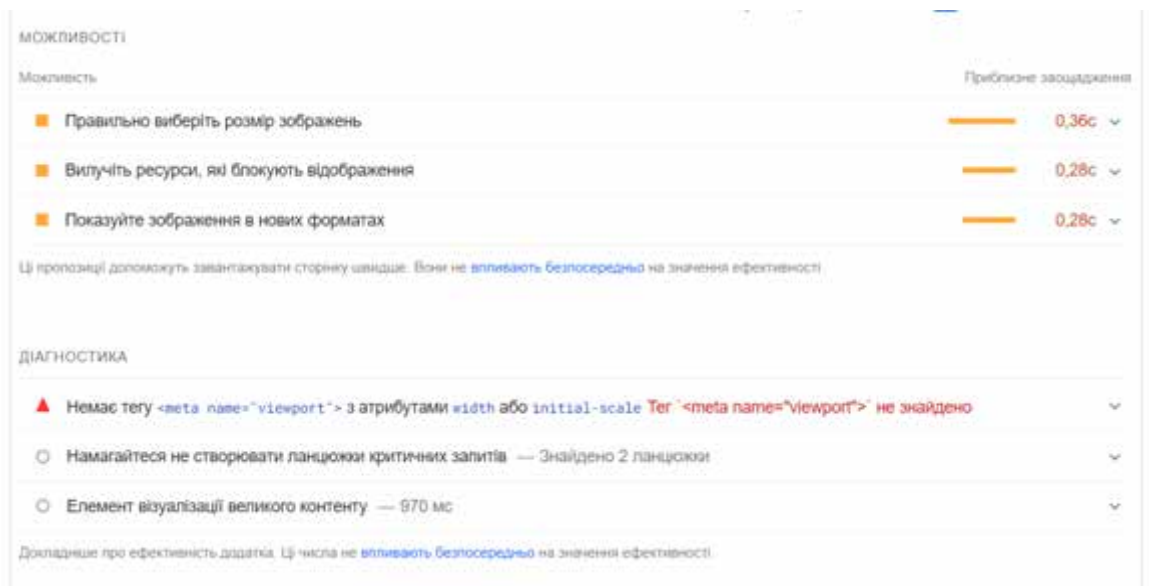 МОЖЛИВОСТІ
Можливість Приблизне заощадження
Правильно виберіть розмір зображень 0,36с
Вилучіть ресурси, які блокують відображення 0,28с
Показуйте зображення в нових форматах 0,28с
Ці пропозиції допоможуть завантажувати сторінку швидше. Вони не впливають безпосередньо на значення ефективності
ДІАГНОСТИКА
Немає тегу <meta name="viewport"> з атрибутами width або initial-scale Тег `<meta name="viewport">` не знайдено
Намагайтеся не створювати ланцюжки критичних запитів — Знайдено 2 ланцюжки
Елемент візуалізації великого контенту — 970 мс
Докладніше про ефективність додатка. Ці числа не впливають безпосередньо на значення ефективності.